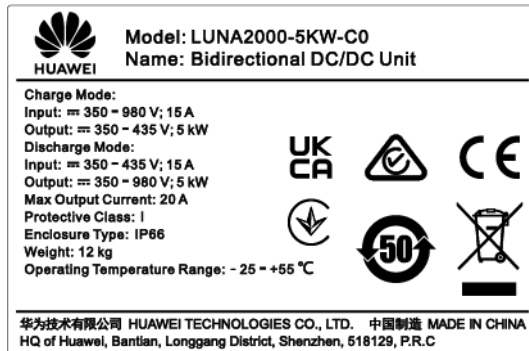 HUAWEI
Model: LUNA2000-5KW-C0
Name: Bidirectional DC/DC Unit
Charge Mode:
Input: ⎓ 350 - 980 V; 15 A
Output: ⎓ 350 - 435 V; 5 kW
Discharge Mode:
Input: ⎓ 350 - 435 V; 15 A
Output: ⎓ 350 - 980 V; 5 kW
Max Output Current: 20 A
Protective Class: I
Enclosure Type: IP66
Weight: 12 kg
Operating Temperature Range: - 25 - +55 ℃
UK
CA
CE
50
华为技术有限公司 HUAWEI TECHNOLOGIES CO., LTD. 中国制造 MADE IN CHINA
HQ of Huawei, Bantian, Longgang District, Shenzhen, 518129, P.R.C